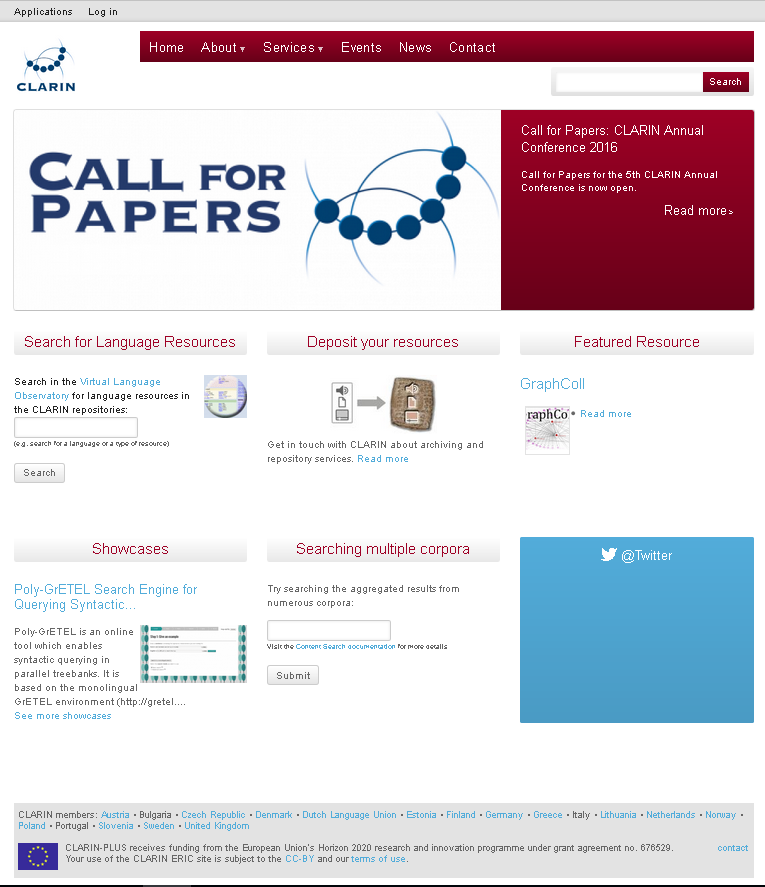 Applications Log in
CLARIN
Home About Services Events News Contact
Search
CALL FOR
PAPERS
Call for Papers: CLARIN Annual
Conference 2016
Call for Papers for the 5th CLARIN Annual
Conference is now open.
Read more>
Search for Language Resources
Search in the Virtual Language
Observatory for language resources in
the CLARIN repositories:
(e.g. search for a language or a type of resource)
Search
Deposit your resources
Get in touch with CLARIN about archiving and
repository services. Read more
Featured Resource
GraphColl
raphCo
• Read more
Showcases
Poly-GrETEL Search Engine for
Querying Syntactic...
Poly-GrETEL is an online
tool which enables
syntactic querying in
parallel treebanks. It is
based on the monolingual
GrETEL environment (http://gretel....
See more showcases
Searching multiple corpora
Try searching the aggregated results from
numerous corpora:
Visit the Content Search documentation for more details
Submit
@Twitter
CLARIN members: Austria • Bulgaria • Czech Republic • Denmark • Dutch Language Union • Estonia • Finland • Germany • Greece • Italy • Lithuania • Netherlands • Norway •
Poland • Portugal • Slovenia • Sweden • United Kingdom
CLARIN-PLUS receives funding from the European Union's Horizon 2020 research and innovation programme under grant agreement no. 676529.
Your use of the CLARIN ERIC site is subject to the CC-BY and our terms of use.
contact